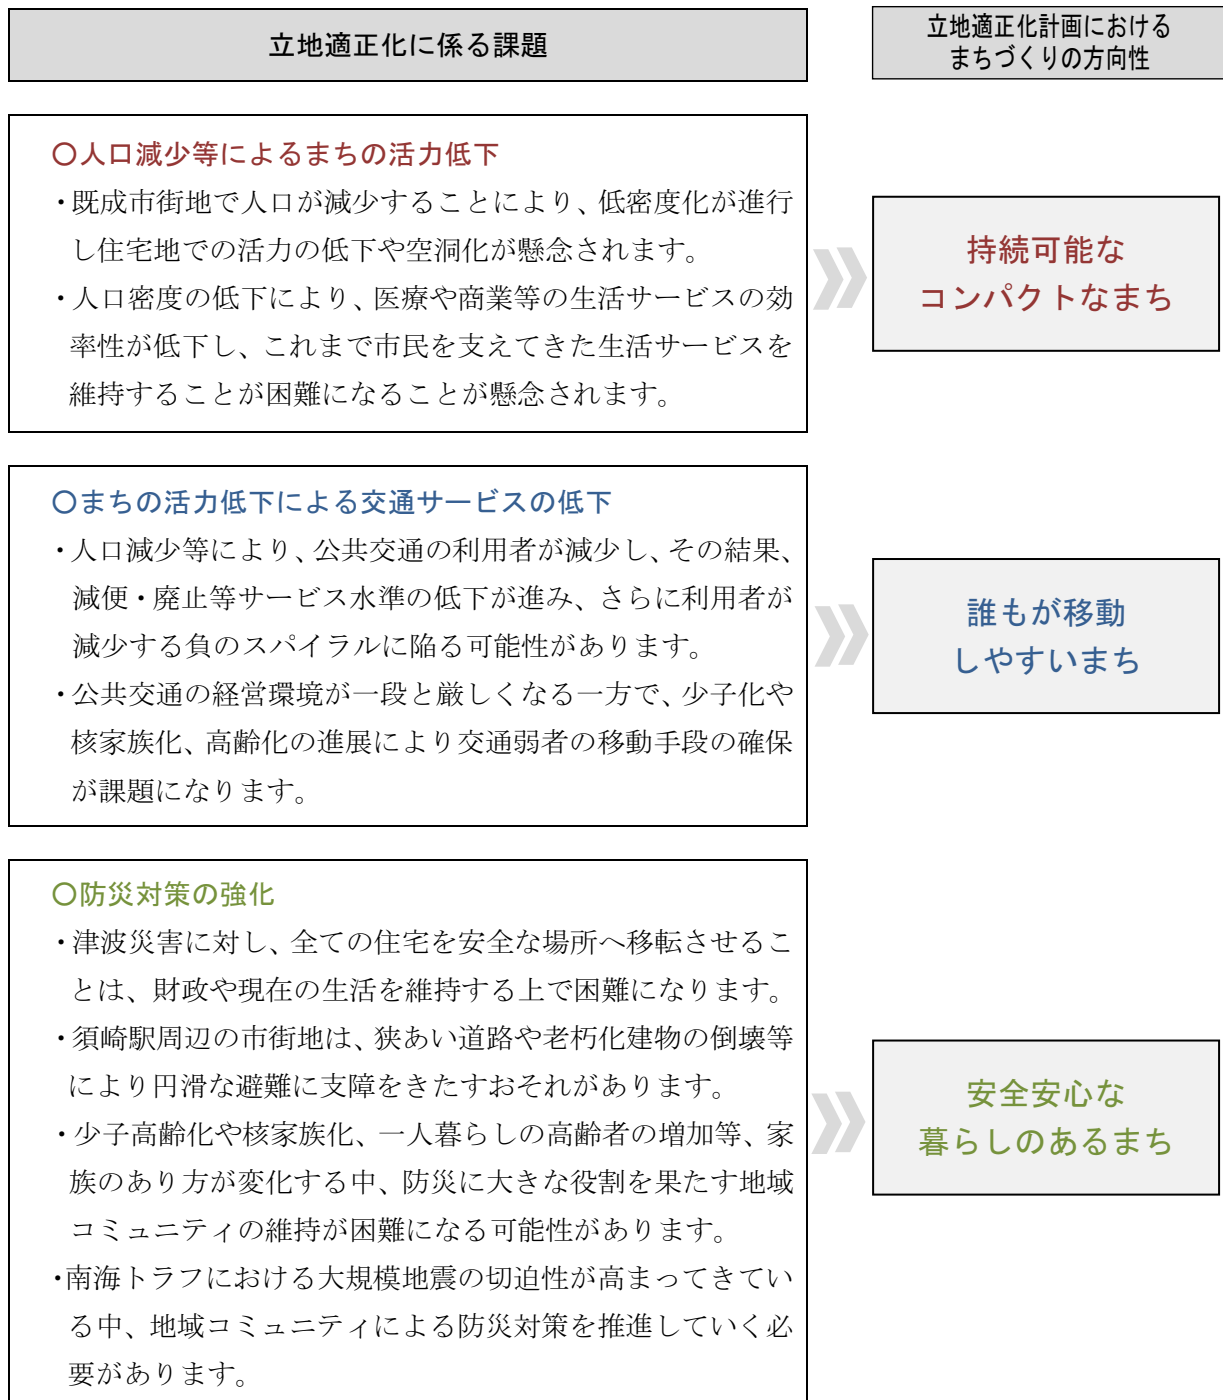 立地適正化に係る課題
立地適正化計画における
まちづくりの方向性
〇人口減少等によるまちの活力低下
・既成市街地で人口が減少することにより、低密度化が進行
し住宅地での活力の低下や空洞化が懸念されます。
・人口密度の低下により、医療や商業等の生活サービスの効
率性が低下し、これまで市民を支えてきた生活サービスを
維持することが困難になることが懸念されます。
持続可能な
コンパクトなまち
〇まちの活力低下による交通サービスの低下
・人口減少等により、公共交通の利用者が減少し、その結果、
減便・廃止等サービス水準の低下が進み、さらに利用者が
減少する負のスパイラルに陥る可能性があります。
・公共交通の経営環境が一段と厳しくなる一方で、少子化や
核家族化、高齢化の進展により交通弱者の移動手段の確保
が課題になります。
誰もが移動
しやすいまち
〇防災対策の強化
・津波災害に対し、全ての住宅を安全な場所へ移転させるこ
とは、財政や現在の生活を維持する上で困難になります。
・須崎駅周辺の市街地は、狭あい道路や老朽化建物の倒壊等
により円滑な避難に支障をきたすおそれがあります。
・少子高齢化や核家族化、一人暮らしの高齢者の増加等、家
族のあり方が変化する中、防災に大きな役割を果たす地域
コミュニティの維持が困難になる可能性があります。
・南海トラフにおける大規模地震の切迫性が高まってきてい
る中、地域コミュニティによる防災対策を推進していく必
要があります。
安全安心な
暮らしのあるまち